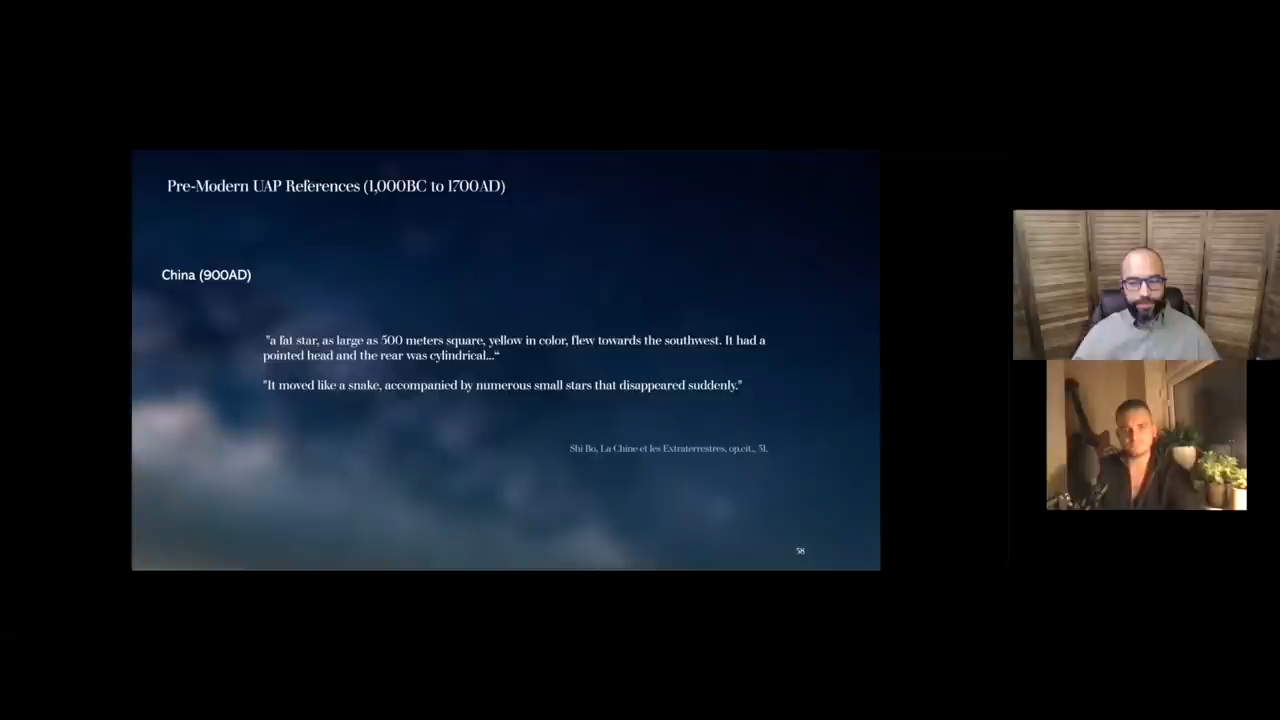 Pre-Modern UAP References (1,000BC to 1700AD)
China (900AD)
"a fat star, as large as 500 meters square, yellow in color, flew towards the southwest. It had a
pointed head and the rear was cylindrical...“
"It moved like a snake, accompanied by numerous small stars that disappeared suddenly."
Shi Bo, La Chine et les Extraterrestres, op.cit., 51.
58